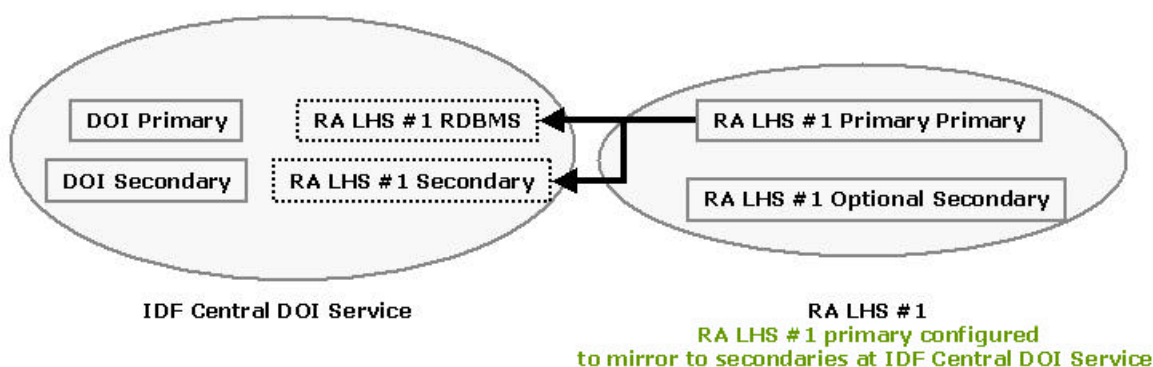 DOI Primary
RA LHS #1 RDBMS
RA LHS #1 Primary Primary
DOI Secondary
RA LHS #1 Secondary
RA LHS #1 Optional Secondary
IDF Central DOI Service
RA LHS #1
RA LHS #1 primary configured
to mirror to secondaries at IDF Central DOI Service